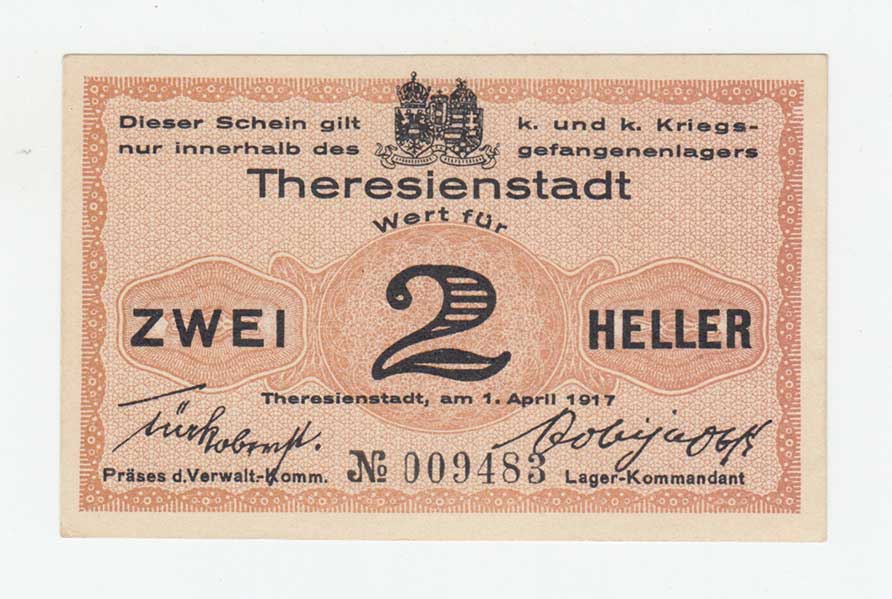 Dieser Schein gilt k. und k. Kriegs-
nur innerhalb des gefangenenlagers
Theresienstadt
Wert für
ZWEI 2 HELLER
Theresienstadt, am 1. April 1917
Präses d.Verwalt-Komm. № 009483 Lager-Kommandant